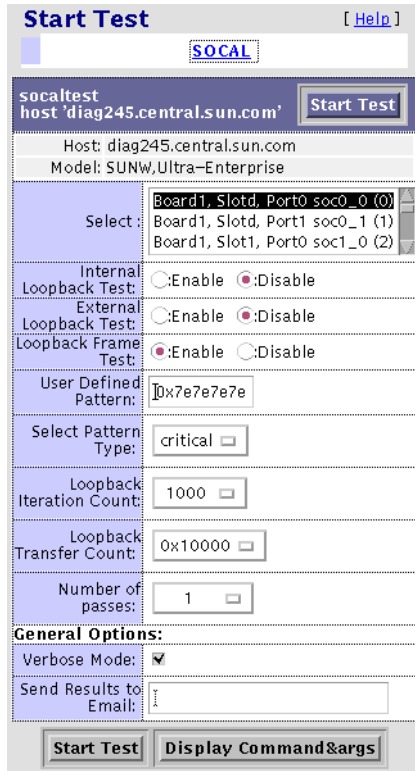 Start Test [ Help ]
SOCAL
socaltest
host 'diag245.central.sun.com' Start Test
Host: diag245.central.sun.com
Model: SUNW,Ultra-Enterprise
Select : Board1, Slotd, Port0 soc0_0 (0)
Board1, Slotd, Port1 soc0_1 (1)
Board1, Slot1, Port0 soc1_0 (2)
Internal
Loopback Test: :Enable :Disable
External
Loopback Test: :Enable :Disable
Loopback Frame
Test: :Enable :Disable
User Defined
Pattern: 0x7e7e7e7e
Select Pattern
Type: critical
Loopback
Iteration Count: 1000
Loopback
Transfer Count: 0x10000
Number of
passes: 1
General Options:
Verbose Mode:
Send Results to
Email:
Start Test Display Command&args